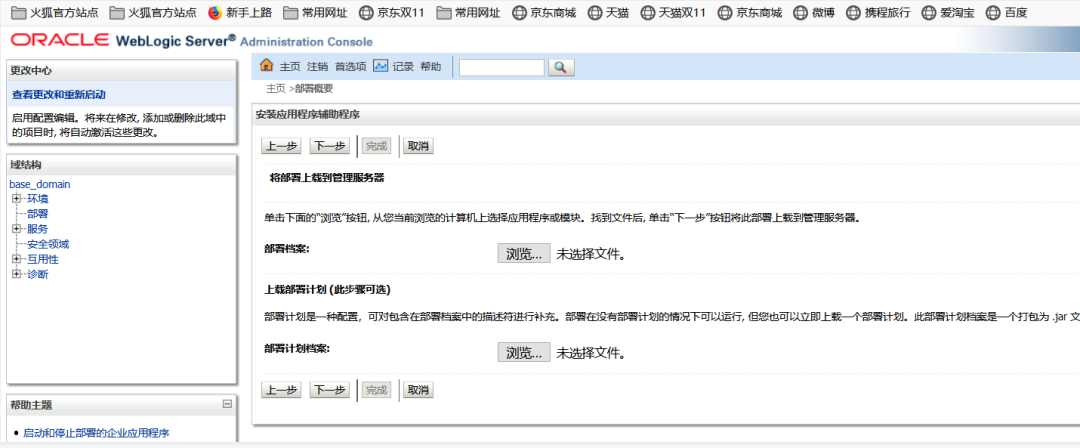 火狐官方站点 火狐官方站点 新手上路 常用网址 京东双11 常用网址 京东商城 天猫 天猫双11 京东商城 微博 携程旅行 爱淘宝 百度
ORACLE WebLogic Server® Administration Console
更改中心
查看更改和重新启动
启用配置编辑。将来在修改, 添加或删除此域中
的项目时, 将自动激活这些更改。
域结构
base_domain
环境
部署
服务
安全领域
互用性
诊断
帮助主题
启动和停止部署的企业应用程序
主页 注销 首选项 记录 帮助
主页 >部署概要
安装应用程序辅助程序
上一步 下一步 完成 取消
将部署上载到管理服务器
单击下面的“浏览”按钮, 从您当前浏览的计算机上选择应用程序或模块。找到文件后, 单击“下一步”按钮将此部署上载到管理服务器。
部署档案: 浏览... 未选择文件。
上载部署计划 (此步骤可选)
部署计划是一种配置，可对包含在部署档案中的描述符进行补充。部署在没有部署计划的情况下可以运行, 但您也可以立即上载一个部署计划。此部署计划档案是一个打包为 .jar 文
部署计划档案: 浏览... 未选择文件。
上一步 下一步 完成 取消